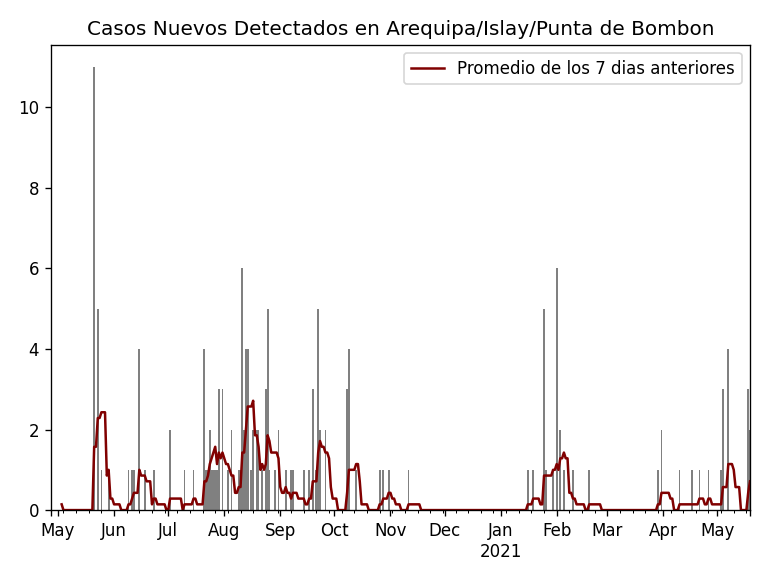 Casos Nuevos Detectados en Arequipa/Islay/Punta de Bombon
Promedio de los 7 dias anteriores
10
8
6
4
2
0
May Jun Jul Aug Sep Oct Nov Dec Jan Feb Mar Apr May
2021